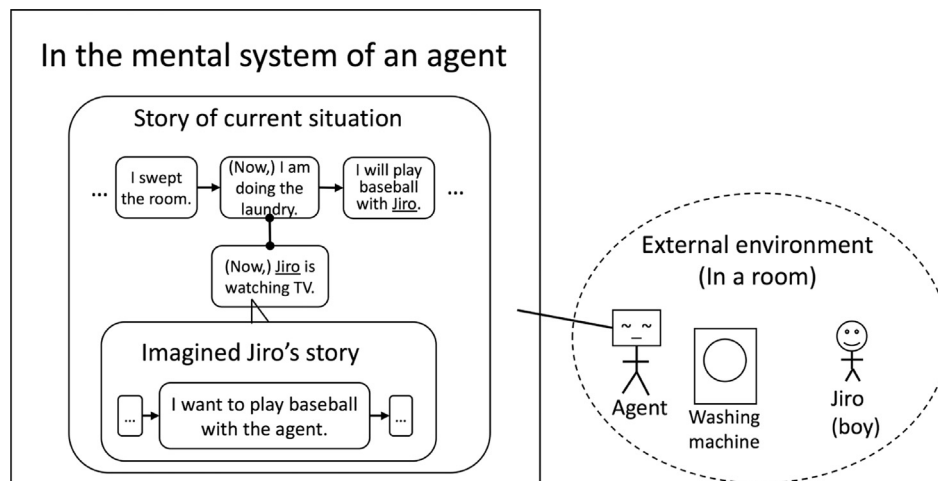 In the mental system of an agent
Story of current situation
...
I swept
the room.
(Now,) I am
doing the
laundry.
I will play
baseball
with Jiro.
...
(Now,) Jiro is
watching TV.
Imagined Jiro's story
...
I want to play baseball
with the agent.
...
External environment
(In a room)
Agent
Washing
machine
Jiro
(boy)